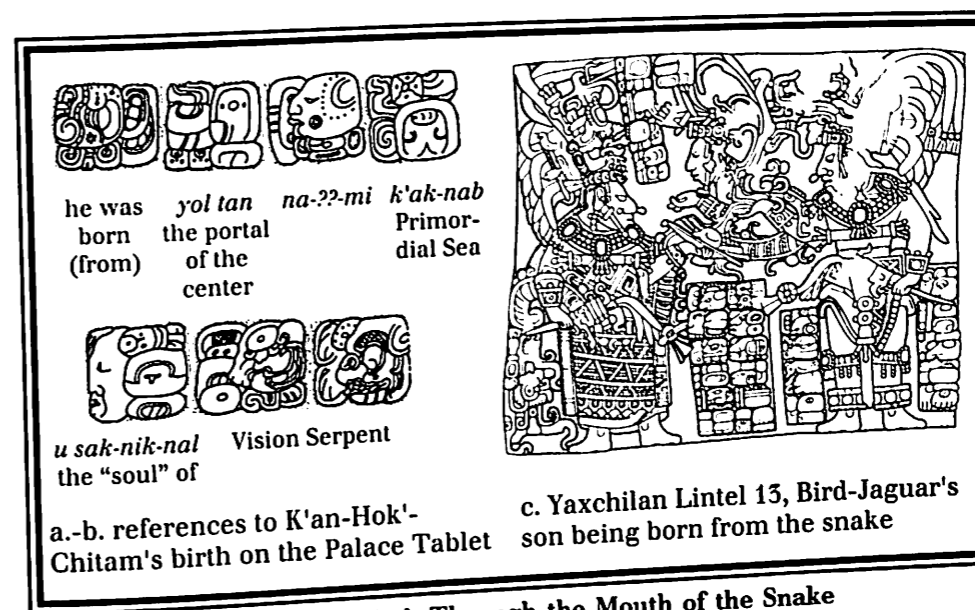 he was
born
(from)
yol tan
the portal
of the
center
na-??-mi
k'ak-nab
Primor-
dial Sea
u sak-nik-nal
the "soul" of
Vision Serpent
a.-b. references to K'an-Hok'-
Chitam's birth on the Palace Tablet
c. Yaxchilan Lintel 13, Bird-Jaguar's
son being born from the snake
the Mouth of the Snake